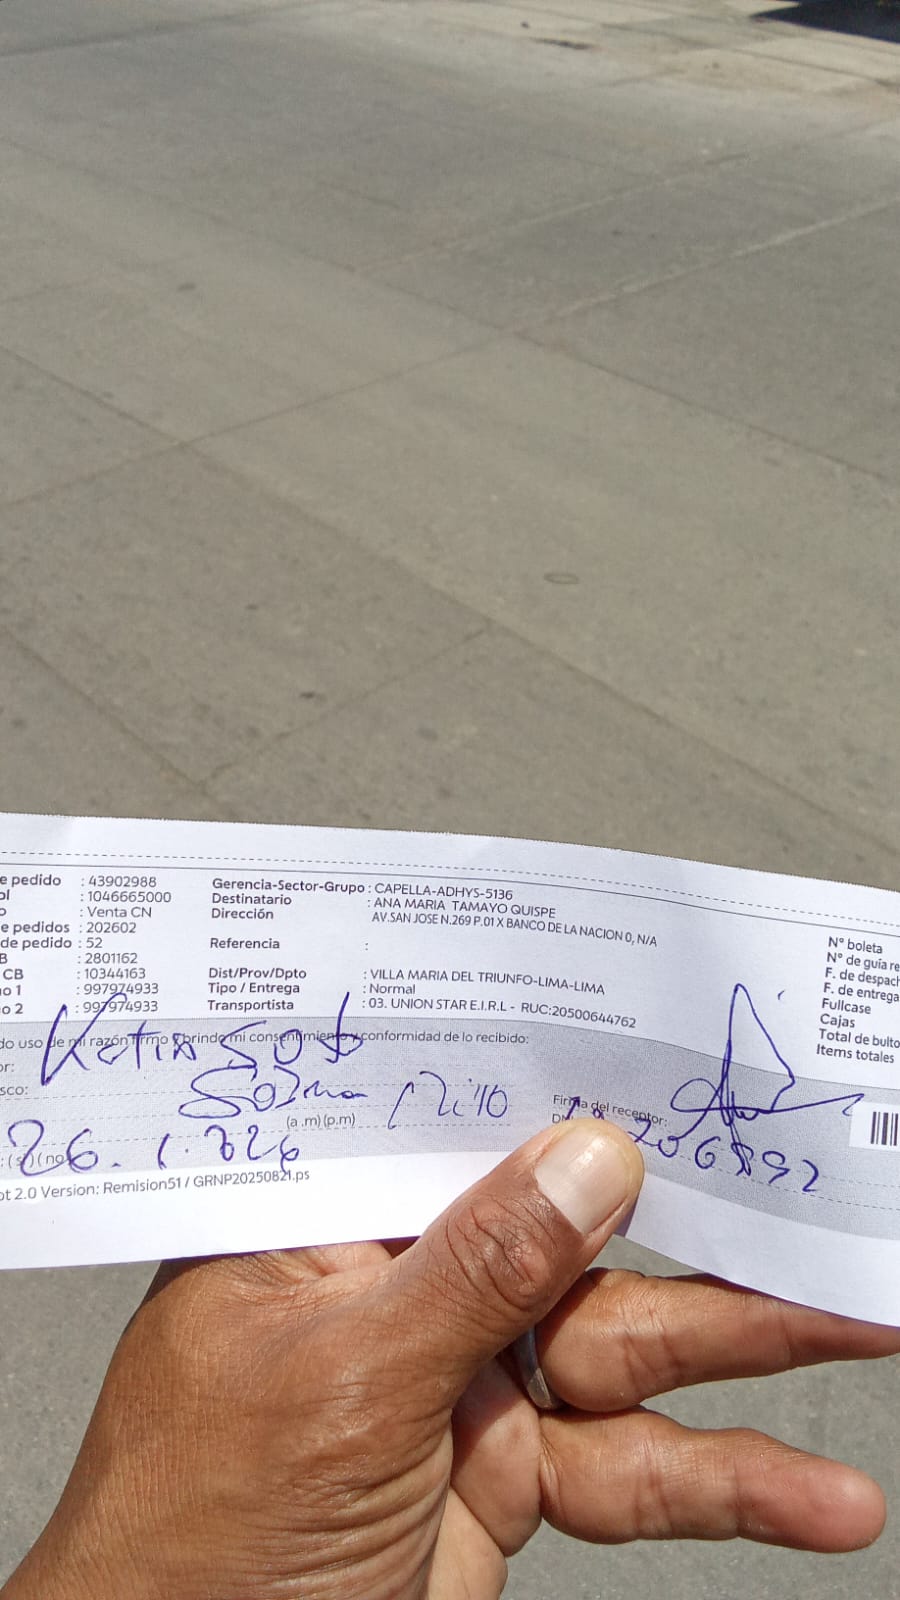 e pedido : 43902988
ol : 1046665000
o : Venta CN
e pedidos : 202602
de pedido : 52
B : 2801162
CB : 10344163
no 1 : 997974933
no 2 : 997974933
Gerencia-Sector-Grupo : CAPELLA-ADHYS-5136
Destinatario : ANA MARIA TAMAYO QUISPE
Dirección AV.SAN JOSE N.269 P.01 X BANCO DE LA NACION 0, N/A
Referencia :
Dist/Prov/Dpto : VILLA MARIA DEL TRIUNFO-LIMA-LIMA
Tipo / Entrega : Normal
Transportista : 03. UNION STAR E.I.R.L - RUC:20500644762
N° boleta
N° de guía re
F. de despach
F. de entrega
Fullcase
Cajas
Total de bulto
Items totales
do uso de mi razón firmo y brindo mi consentimiento y conformidad de lo recibido:
or: Katia Soto
sco:
Firma del receptor:
(a.m)(p.m)
26.1.226
ot 2.0 Version: Remision51 / GRNP20250821.ps